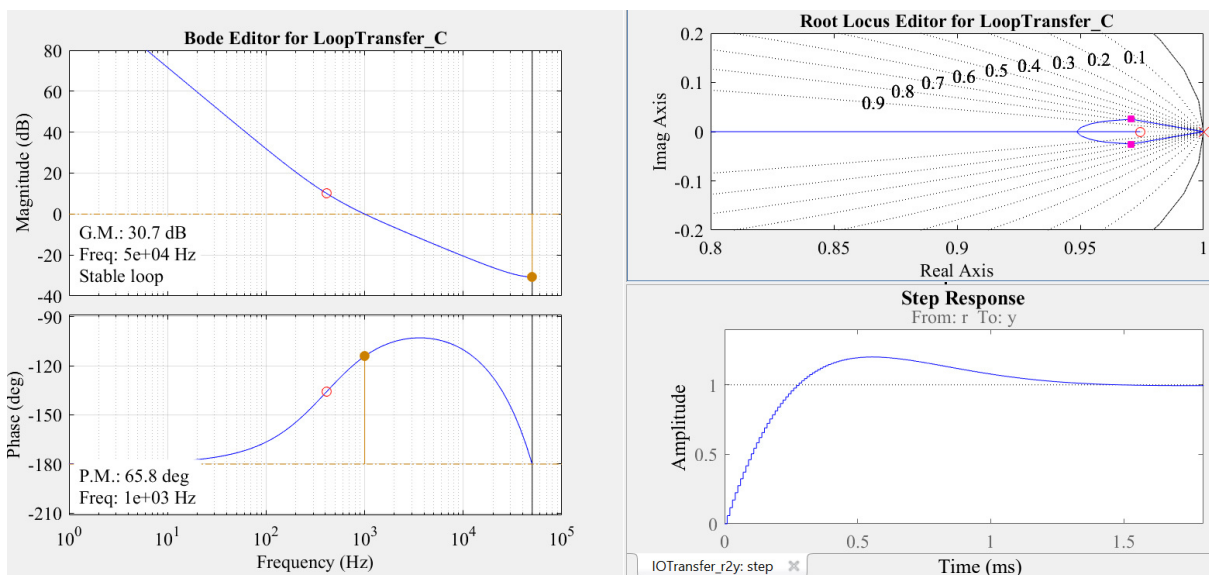 Bode Editor for LoopTransfer_C
Magnitude (dB)
80
60
40
20
0
-20
-40
G.M.: 30.7 dB
Freq: 5e+04 Hz
Stable loop
Phase (deg)
-90
-120
-150
-180
-210
P.M.: 65.8 deg
Freq: 1e+03 Hz
10^0 10^1 10^2 10^3 10^4 10^5
Frequency (Hz)
Root Locus Editor for LoopTransfer_C
Imag Axis
0.2
0.1
0
-0.1
-0.2
0.9 0.8 0.7 0.6 0.5 0.4 0.3 0.2 0.1
0.8 0.85 0.9 0.95 1
Real Axis
Step Response
From: r To: y
Amplitude
1
0.5
0
0 0.5 1 1.5
Time (ms)
IOTransfer_r2y: step